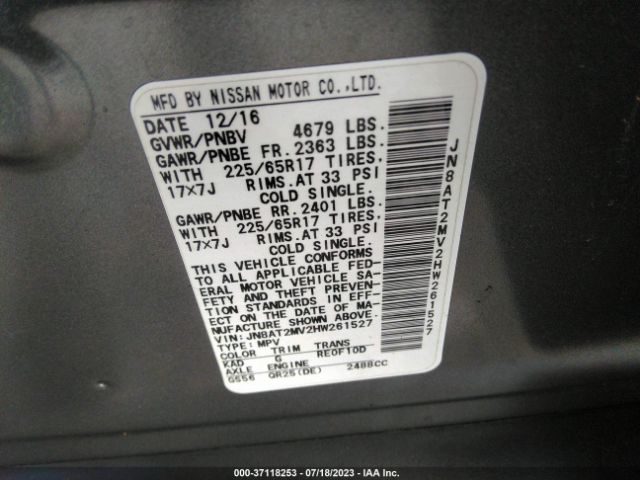 MFD BY NISSAN MOTOR CO.,LTD.
DATE 12/16
GVWR/PNBV 4679 LBS.
GAWR/PNBE FR. 2363 LBS.
WITH 225/65R17 TIRES,
17X7J RIMS.AT 33 PSI
COLD SINGLE.
GAWR/PNBE RR. 2401 LBS.
WITH 225/65R17 TIRES,
17X7J RIMS.AT 33 PSI
COLD SINGLE.
THIS VEHICLE CONFORMS
TO ALL APPLICABLE FED-
ERAL MOTOR VEHICLE SA-
FETY AND THEFT PREVEN-
TION STANDARDS IN EFF-
ECT ON THE DATE OF MA-
NUFACTURE SHOWN ABOVE.
VIN: JN8AT2MV2HW261527
TYPE: MPV
COLOR TRIM TRANS
KAD G RE0F10D
AXLE ENGINE
GS56 QR25(DE) 2488CC
JN8AT2MV2HW261527
000-37118253 - 07/18/2023 - IAA Inc.